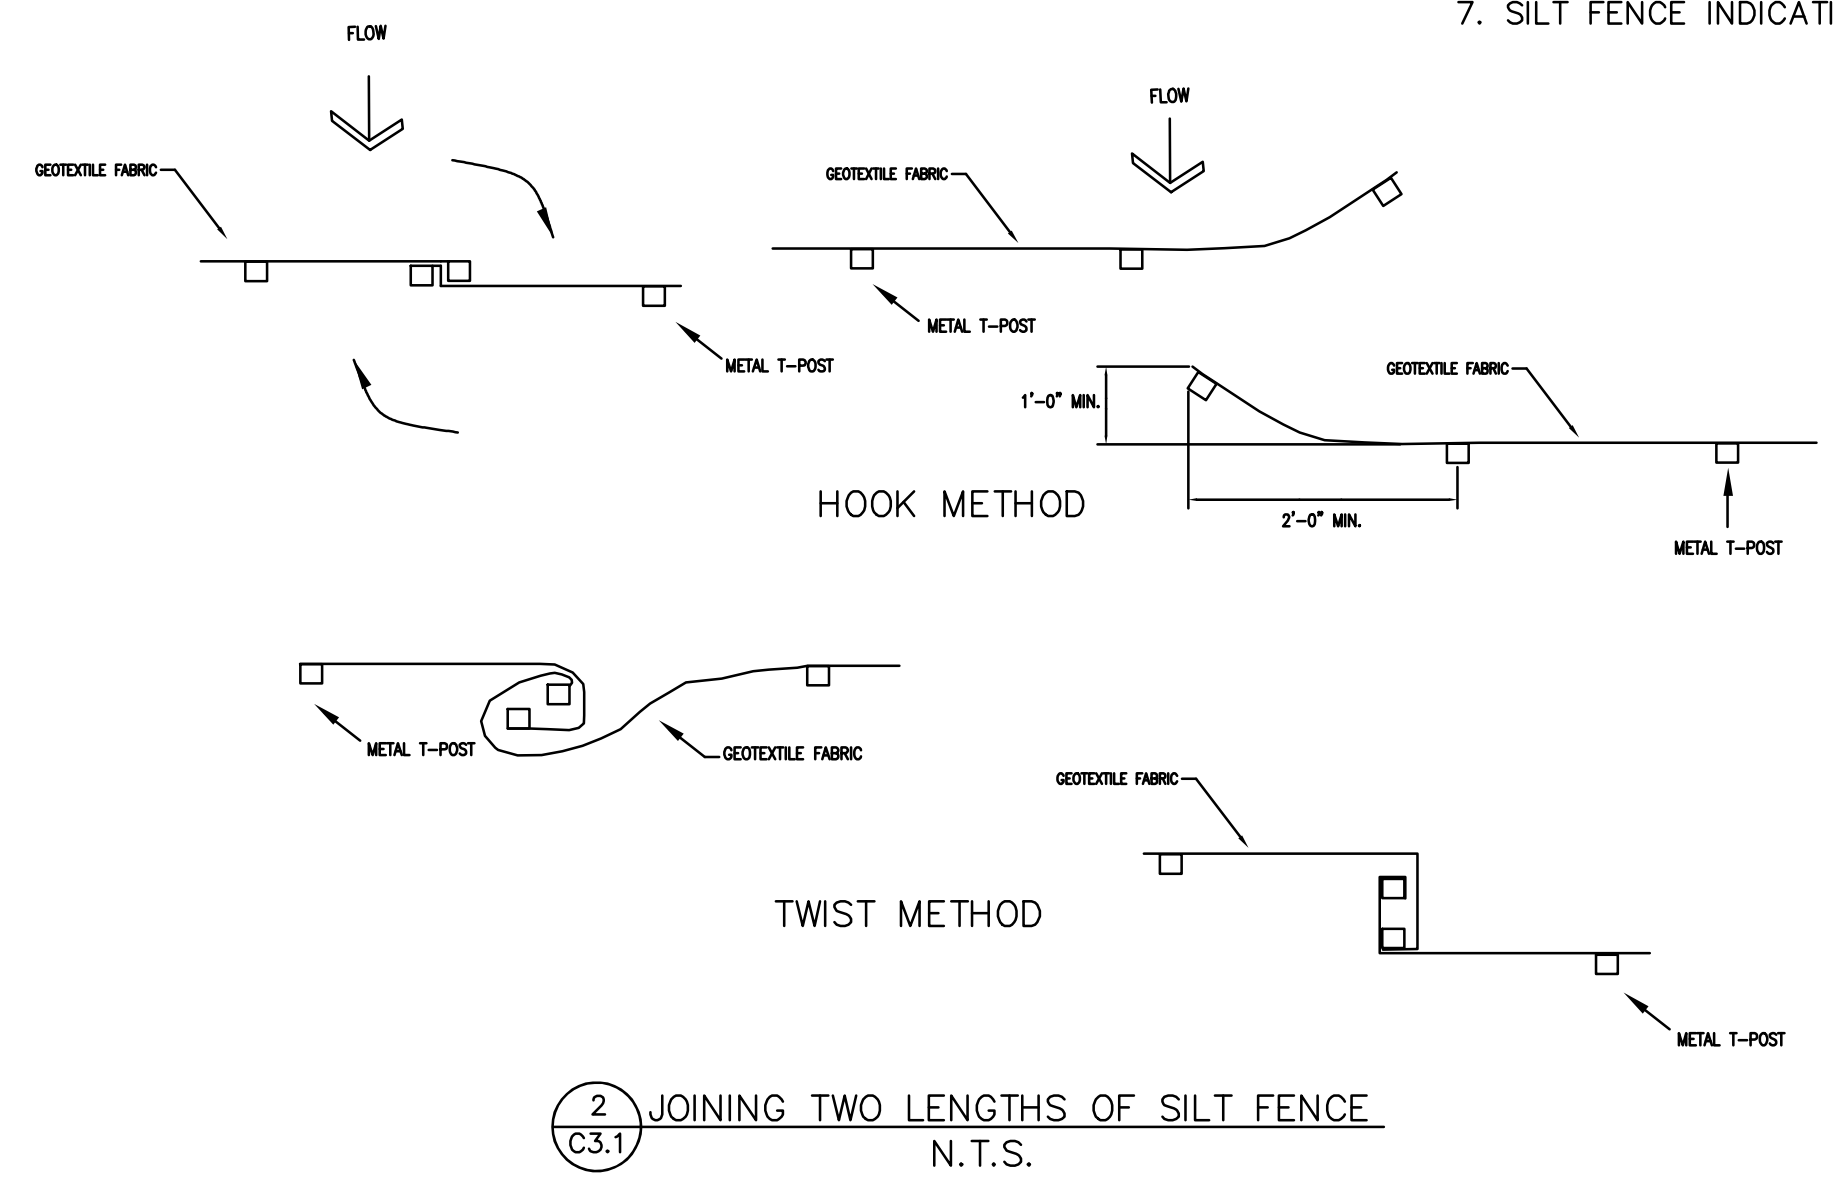 7. SILT FENCE INDICATI
FLOW
FLOW
GEOTEXTILE FABRIC
GEOTEXTILE FABRIC
METAL T-POST
METAL T-POST
GEOTEXTILE FABRIC
1'-0" MIN.
HOOK METHOD
2'-0" MIN.
METAL T-POST
METAL T-POST
GEOTEXTILE FABRIC
GEOTEXTILE FABRIC
TWIST METHOD
METAL T-POST
2
C3.1
JOINING TWO LENGTHS OF SILT FENCE
N.T.S.